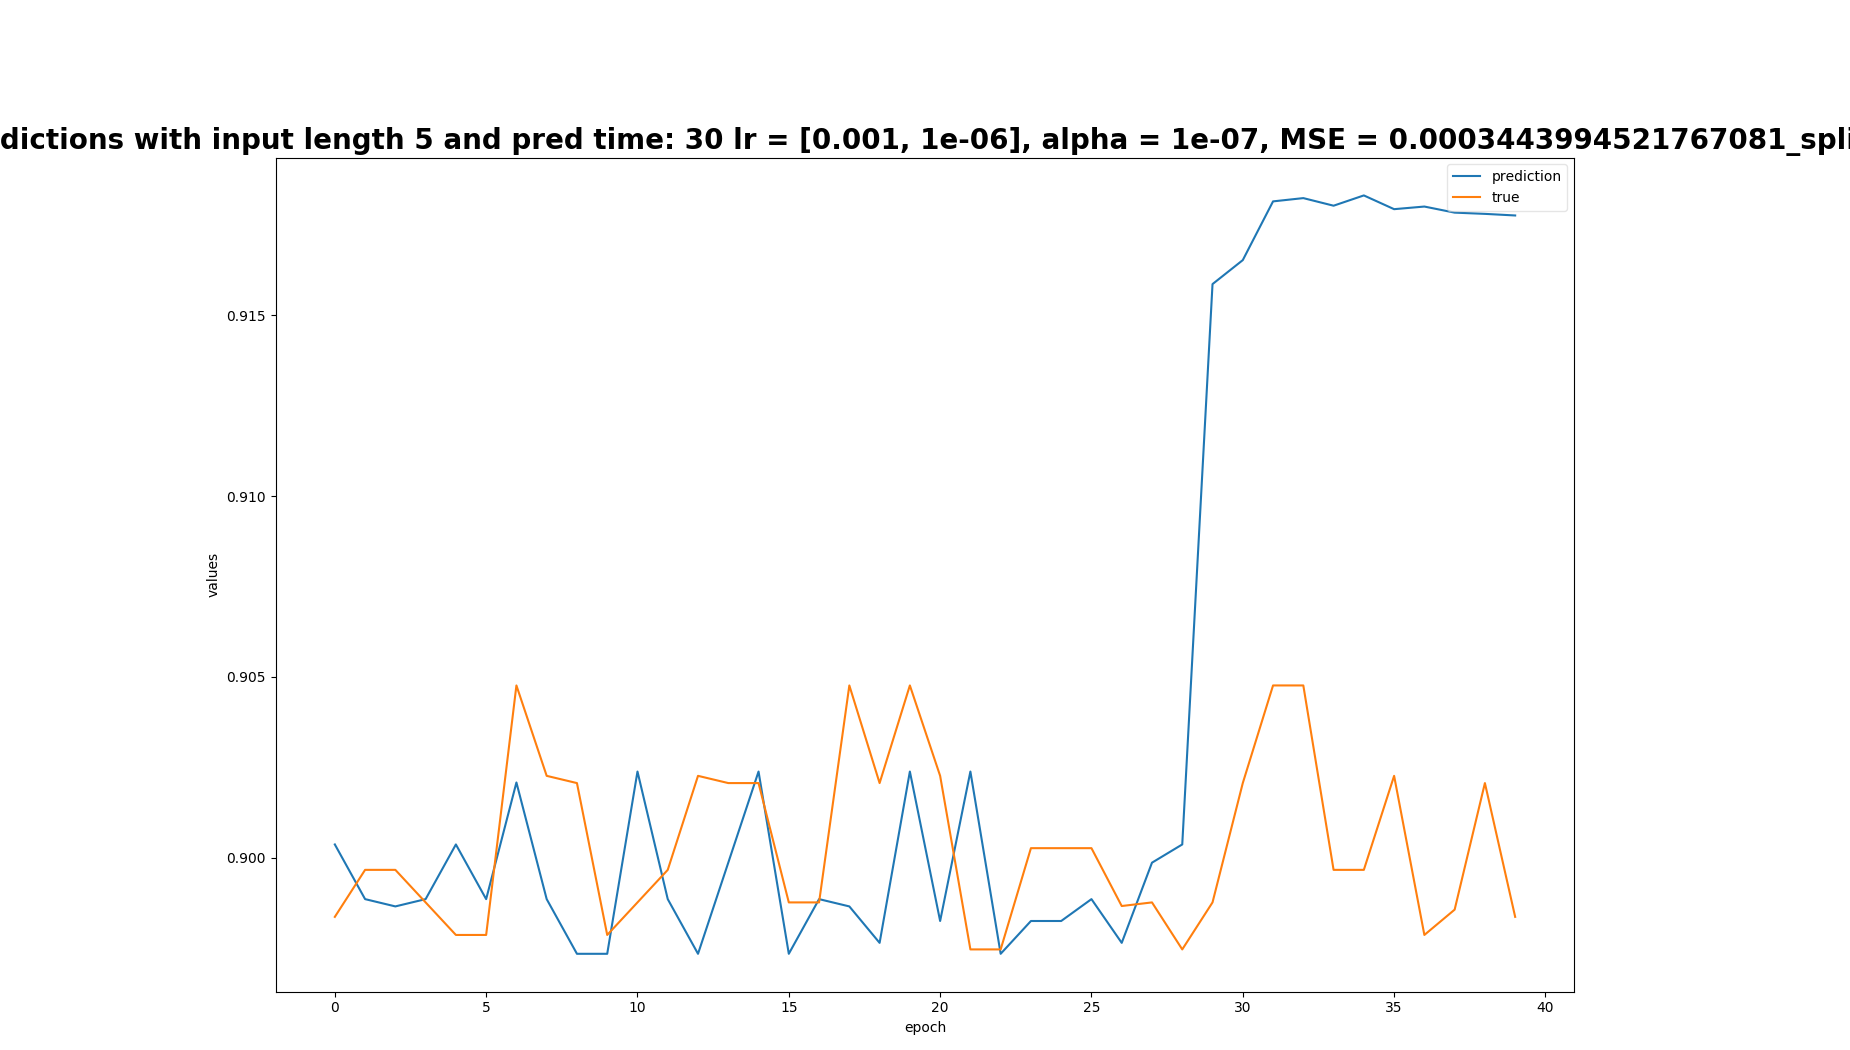 dictions with input length 5 and pred time: 30 lr = [0.001, 1e-06], alpha = 1e-07, MSE = 0.0003443994521767081_spli
prediction
true
0.915
0.910
0.905
0.900
values
0 5 10 15 20 25 30 35 40
epoch